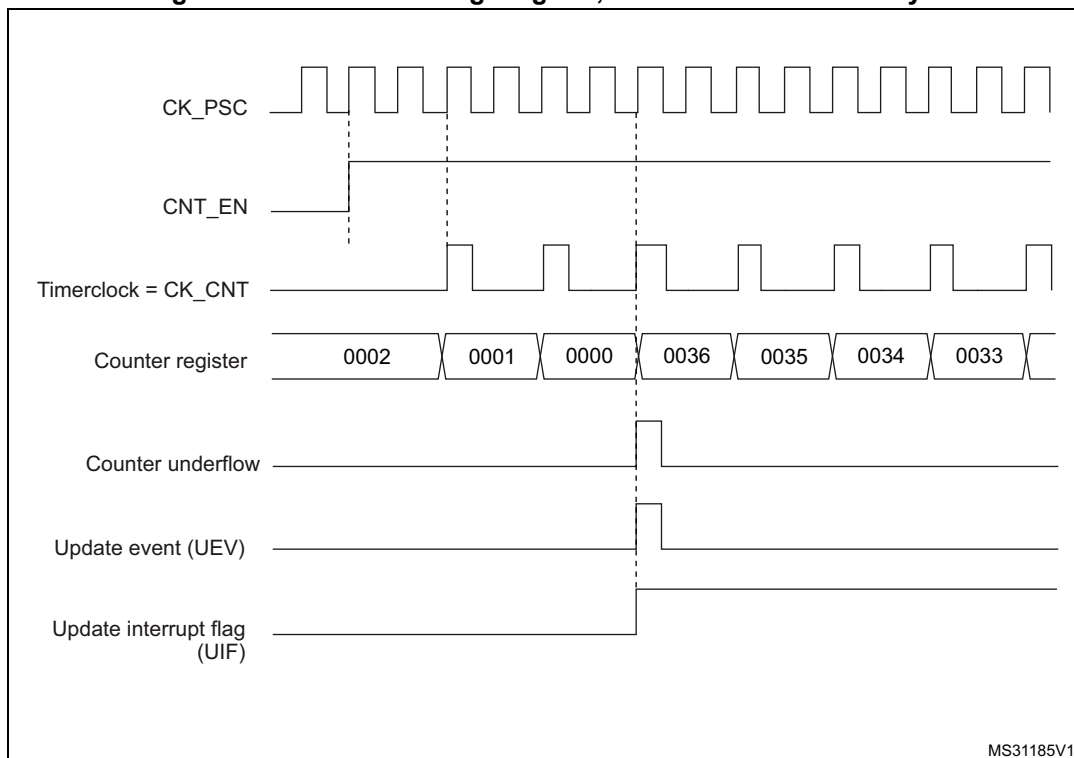 CK_PSC
CNT_EN
Timerclock = CK_CNT
Counter register 0002 0001 0000 0036 0035 0034 0033
Counter underflow
Update event (UEV)
Update interrupt flag
(UIF)
MS31185V1